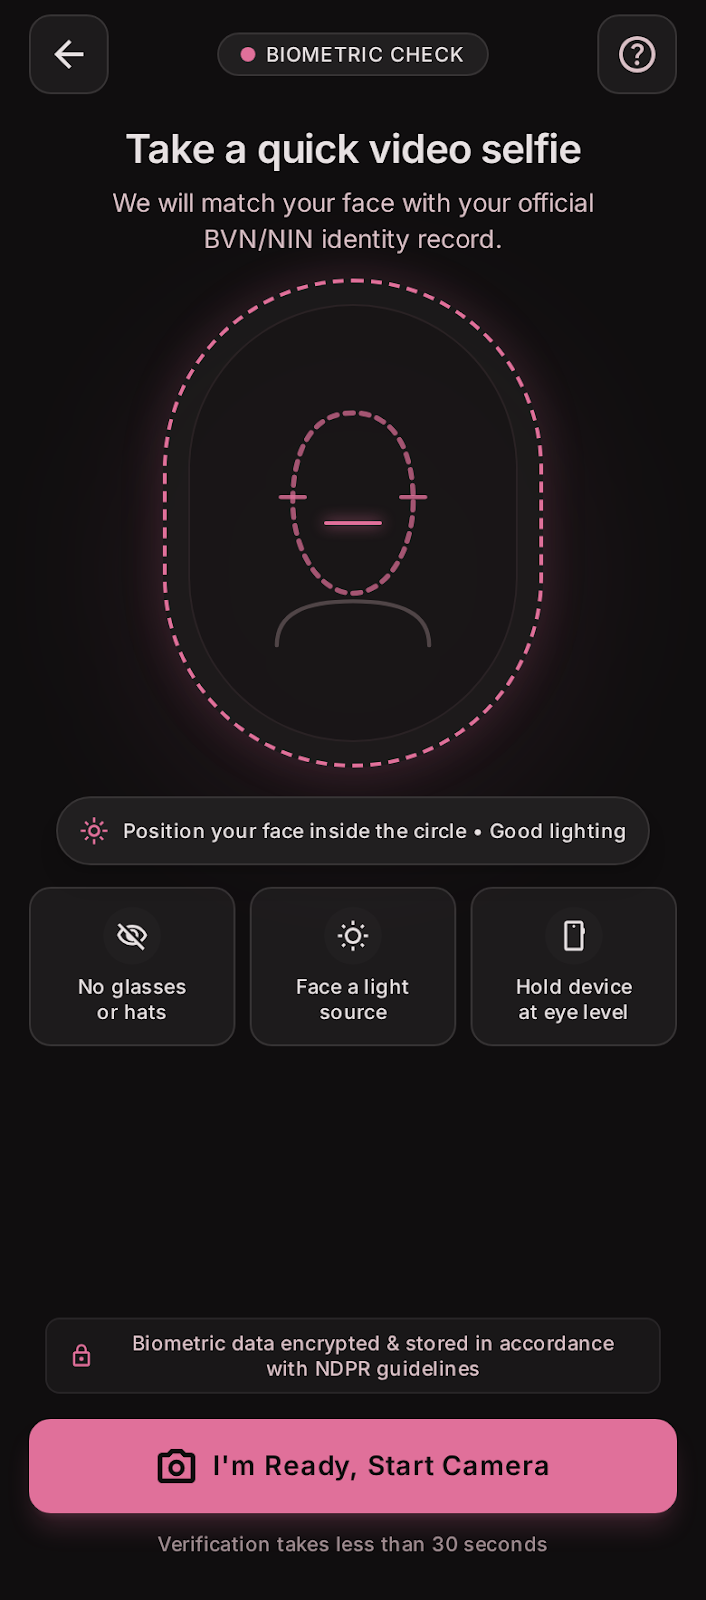 BIOMETRIC CHECK
Take a quick video selfie
We will match your face with your official
BVN/NIN identity record.
Position your face inside the circle • Good lighting
No glasses
or hats
Face a light
source
Hold device
at eye level
Biometric data encrypted & stored in accordance
with NDPR guidelines
I'm Ready, Start Camera
Verification takes less than 30 seconds